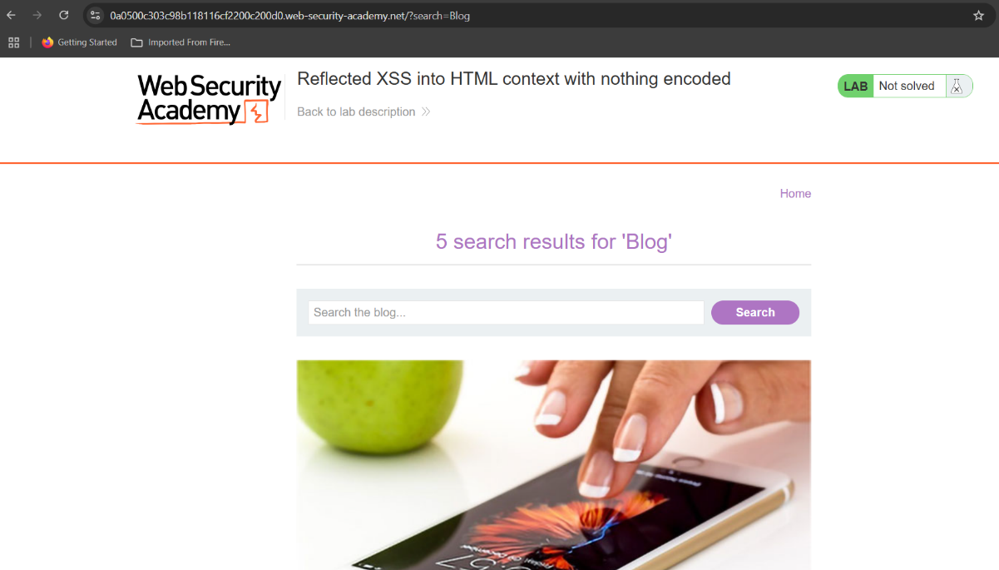 0a0500c303c98b118116cf2200c200d0.web-security-academy.net/?search=Blog
Getting Started
Imported From Fire...
Web Security
Academy
Reflected XSS into HTML context with nothing encoded
Back to lab description
LAB
Not solved
Home
5 search results for 'Blog'
Search the blog...
Search